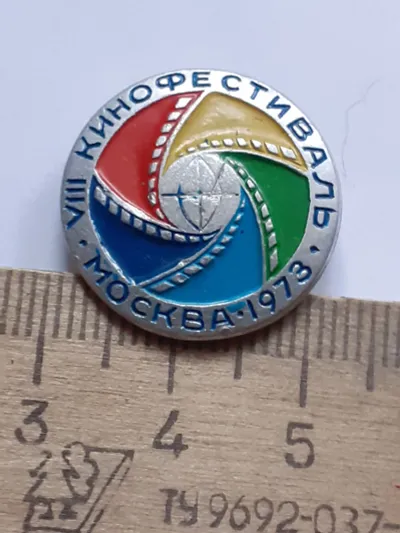 VIII КИНОФЕСТИВАЛЬ
• МОСКВА•1973 •
3 4 5
ТУ 9692-037-